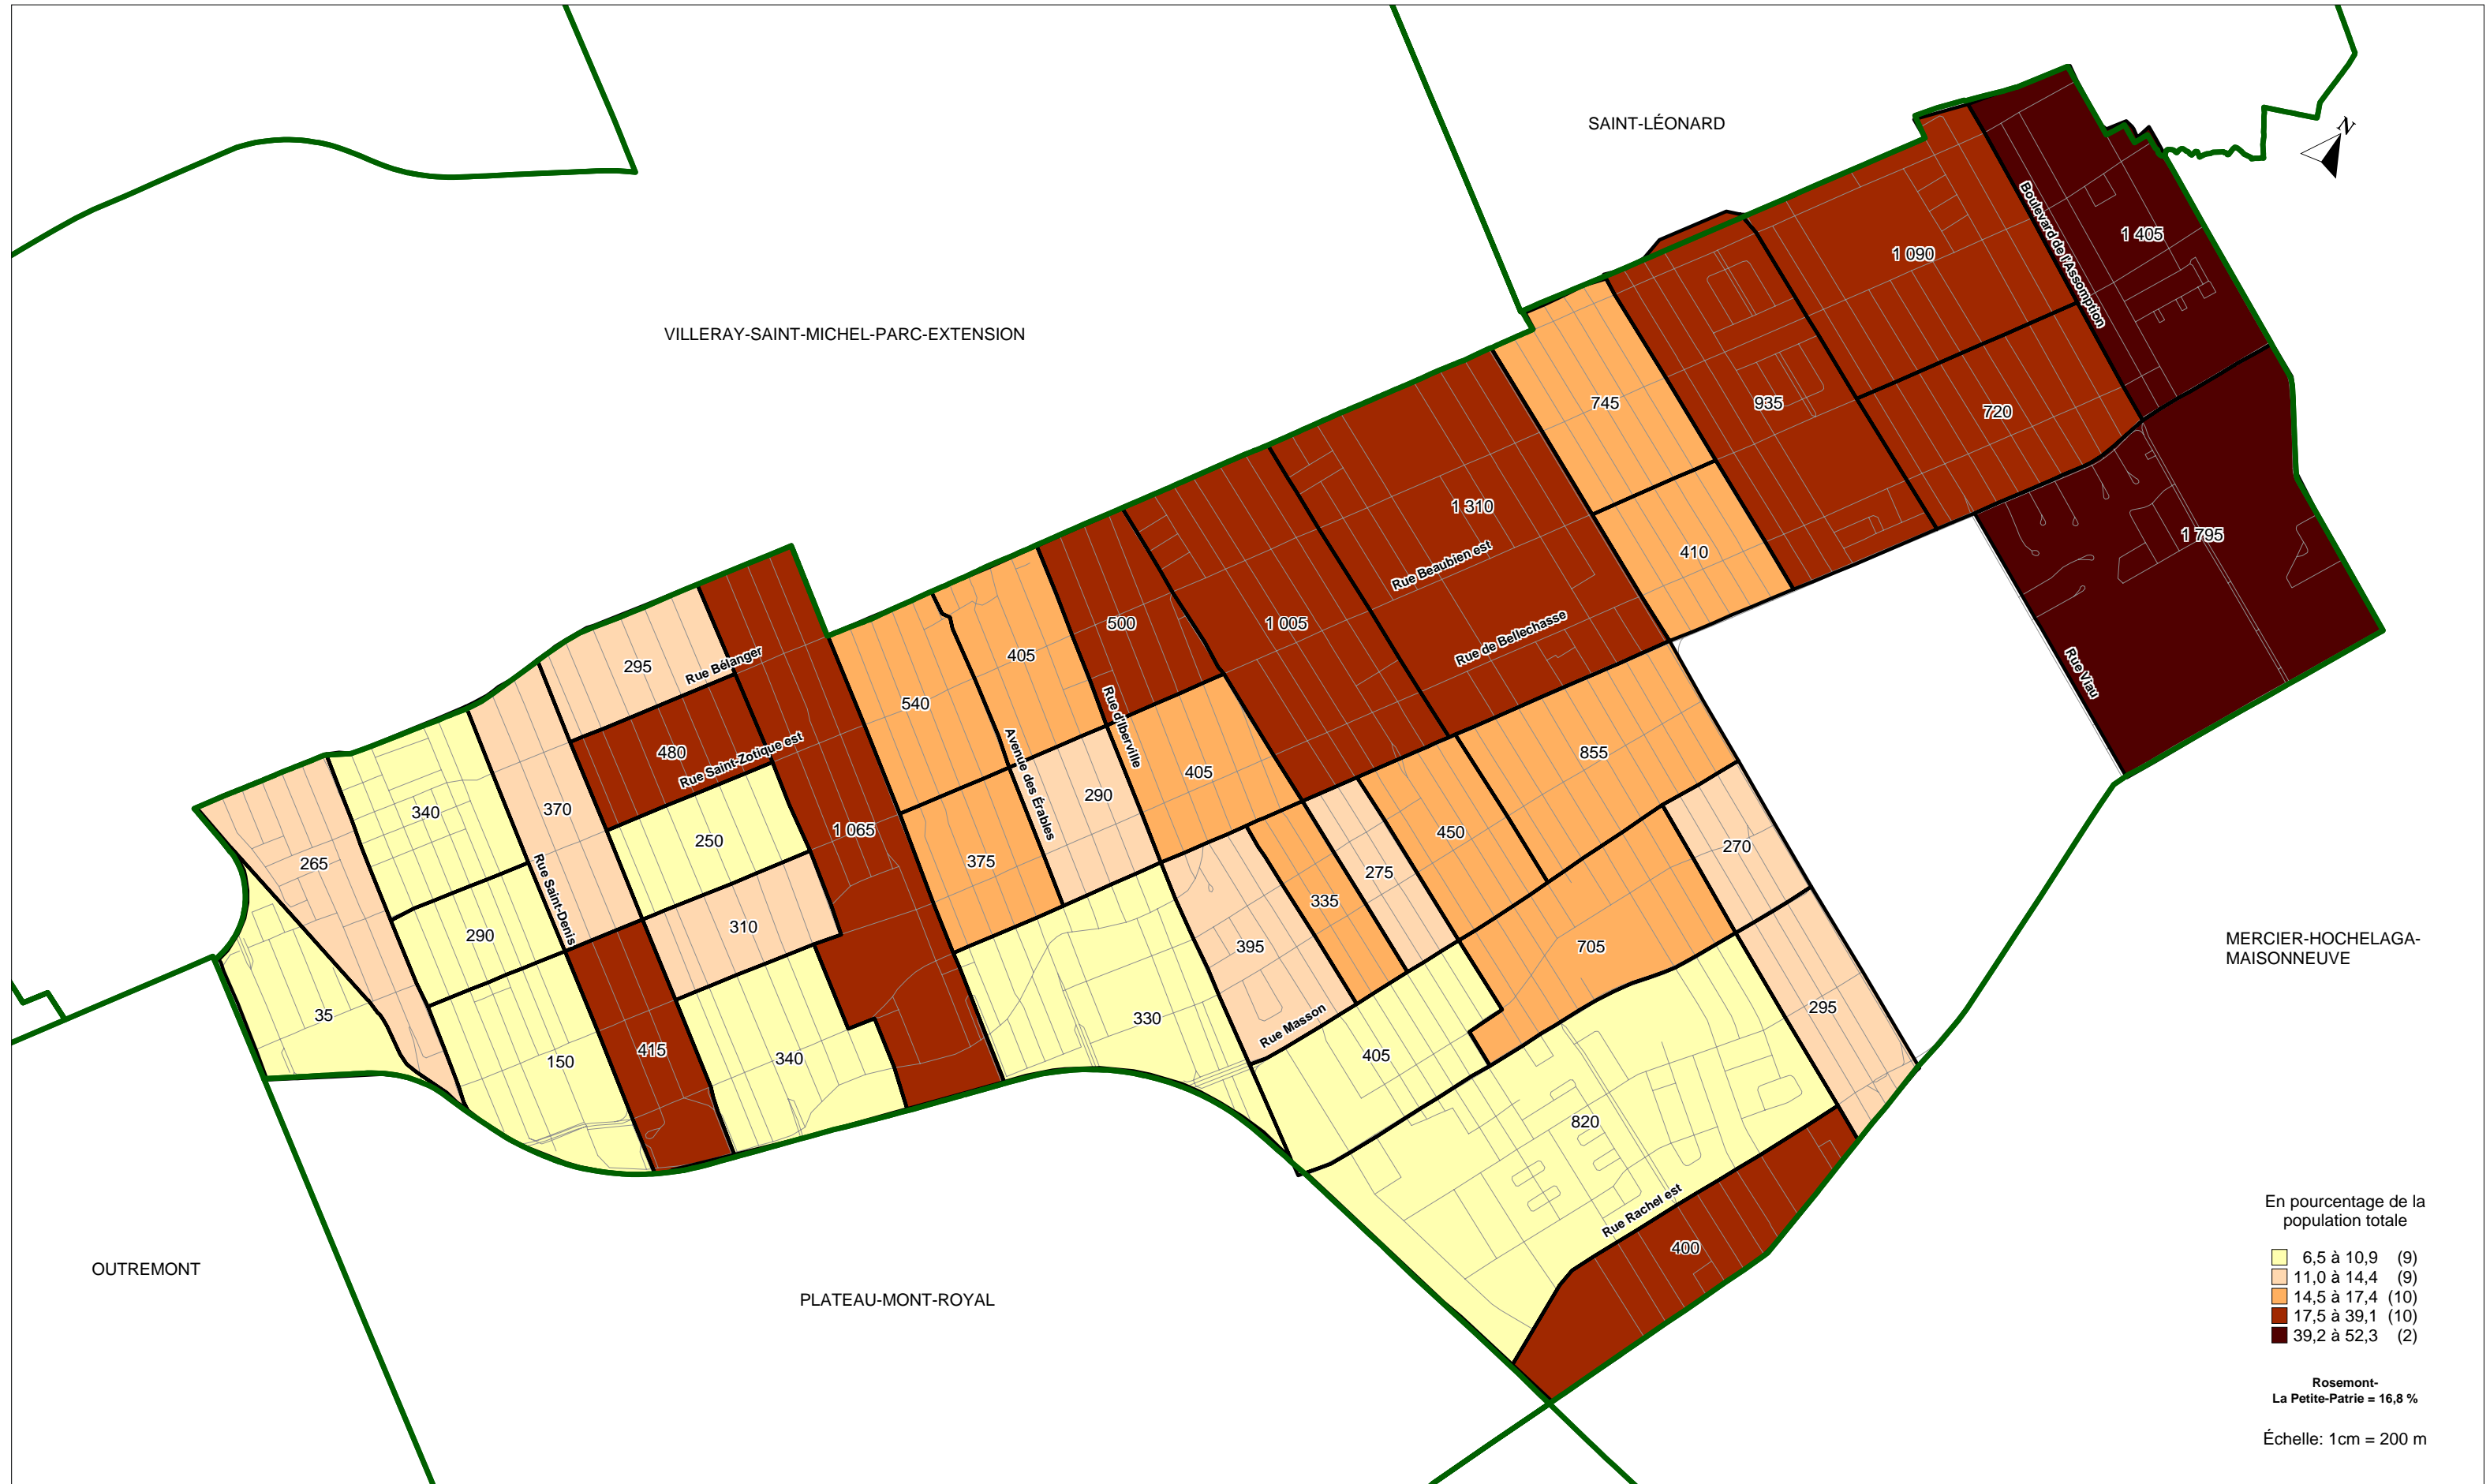 SAINT-LÉONARD
N
Boulevard de l'Assomption
1 405
1 090
VILLERAY-SAINT-MICHEL-PARC-EXTENSION
745
935
720
1 310
1 795
410
Rue Beaubien est
500
1 005
Rue de Bellechasse
405
295
Rue Bélanger
Rue Viau
540
Rue d'Iberville
480
Rue Saint-Zotique est
Avenue des Érables
405
855
290
340
370
250
1 065
450
265
375
275
270
Rue Saint-Denis
335
290
310
395
705
35
330
Rue Masson
295
150
415
340
405
820
MERCIER-HOCHELAGA-
MAISONNEUVE
Rue Rachel est
400
OUTREMONT
PLATEAU-MONT-ROYAL
En pourcentage de la
population totale
6,5 à 10,9 (9)
11,0 à 14,4 (9)
14,5 à 17,4 (10)
17,5 à 39,1 (10)
39,2 à 52,3 (2)
Rosemont-
La Petite-Patrie = 16,8 %
Échelle: 1cm = 200 m